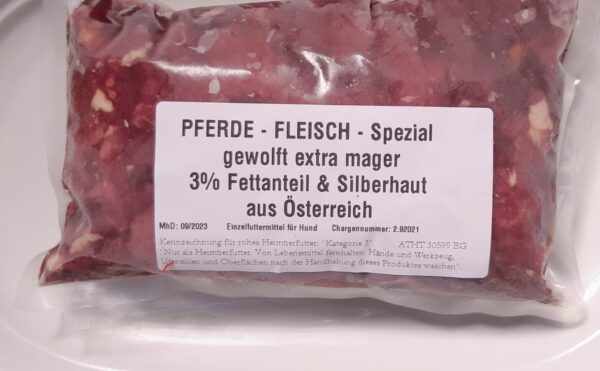 PFERDE - FLEISCH - Spezial
gewolft extra mager
3% Fettanteil & Silberhaut
aus Österreich
MhD: 09/2023 Einzelfuttermittel für Hund Chargennummer: 2.92021
Kennzeichnung für rohes Heimtierfutter: "Kategorie 3" ATHT 30599 EG
"Nur als Heimtierfutter. Von Lebensmittel fernhalten. Hände und Werkzeug,
Utensilien und Oberflächen nach der Handhabung dieses Produktes waschen".